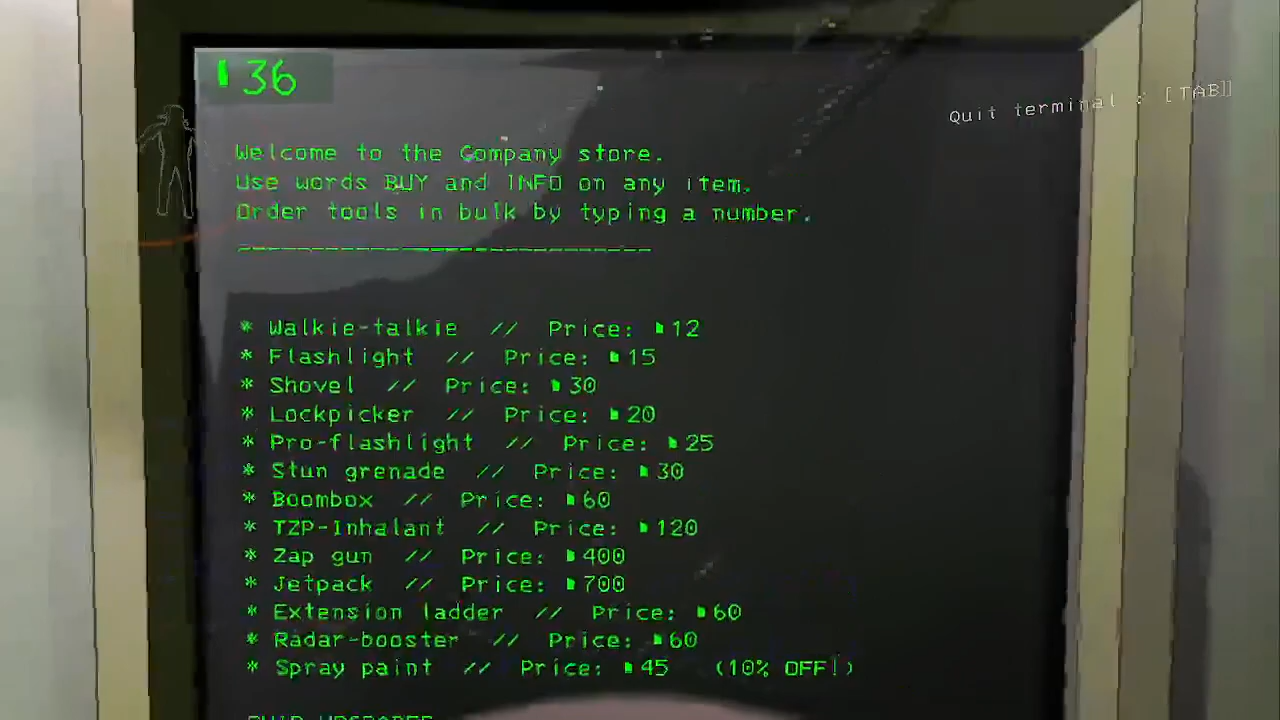 36
Quit terminal : [TAB]
Welcome to the Company store.
Use words BUY and INFO on any item.
Order tools in bulk by typing a number.
* Walkie-talkie // Price: 12
* Flashlight // Price: 15
* Shovel // Price: 30
* Lockpicker // Price: 20
* Pro-flashlight // Price: 25
* Stun grenade // Price: 30
* Boombox // Price: 60
* TZP-Inhalant // Price: 120
* Zap gun // Price: 400
* Jetpack // Price: 700
* Extension ladder // Price: 60
* Radar-booster // Price: 60
* Spray paint // Price: 45 (10% OFF!)
SHIP UPGRADES